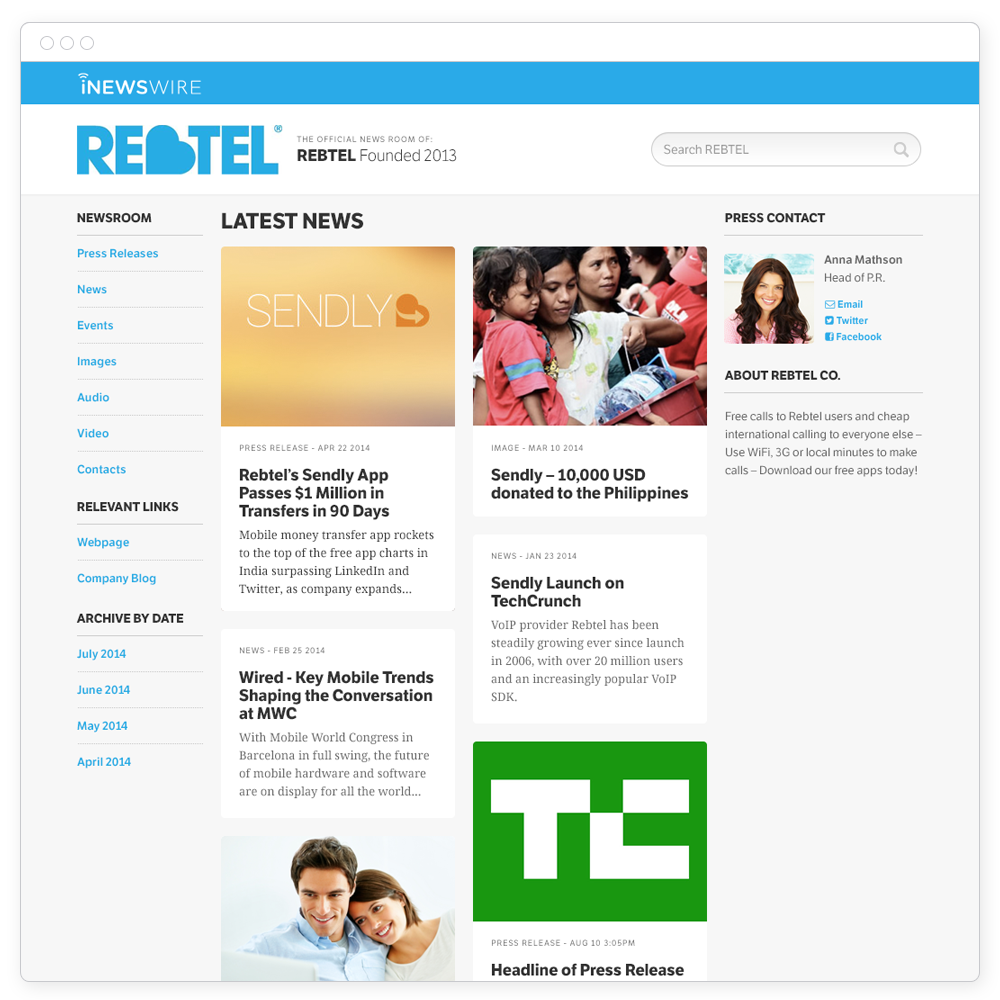 iNEWSWIRE
REBTEL®
THE OFFICIAL NEWS ROOM OF:
REBTEL Founded 2013
Search REBTEL
NEWSROOM
Press Releases
News
Events
Images
Audio
Video
Contacts
RELEVANT LINKS
Webpage
Company Blog
ARCHIVE BY DATE
July 2014
June 2014
May 2014
April 2014
LATEST NEWS
SENDLY
PRESS RELEASE - APR 22 2014
Rebtel’s Sendly App
Passes $1 Million in
Transfers in 90 Days
Mobile money transfer app rockets
to the top of the free app charts in
India surpassing LinkedIn and
Twitter, as company expands...
NEWS - FEB 25 2014
Wired - Key Mobile Trends
Shaping the Conversation
at MWC
With Mobile World Congress in
Barcelona in full swing, the future
of mobile hardware and software
are on display for all the world...
IMAGE - MAR 10 2014
Sendly – 10,000 USD
donated to the Philippines
NEWS - JAN 23 2014
Sendly Launch on
TechCrunch
VoIP provider Rebtel has been
steadily growing ever since launch
in 2006, with over 20 million users
and an increasingly popular VoIP
SDK.
TC
PRESS RELEASE - AUG 10 3:05PM
Headline of Press Release
PRESS CONTACT
Anna Mathson
Head of P.R.
Email
Twitter
Facebook
ABOUT REBTEL CO.
Free calls to Rebtel users and cheap
international calling to everyone else –
Use WiFi, 3G or local minutes to make
calls – Download our free apps today!